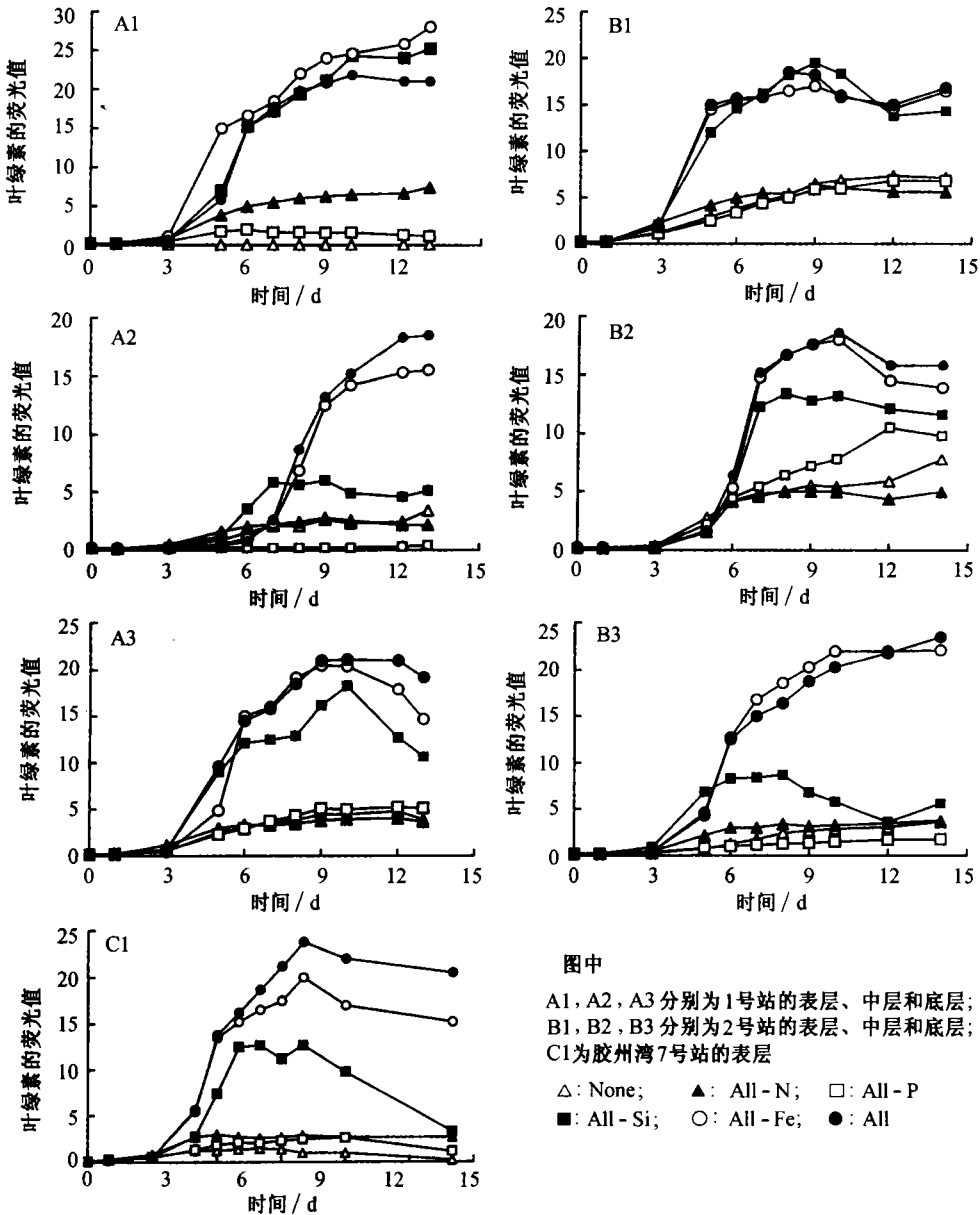 A1
叶绿素的荧光值
30
25
20
15
10
5
0
0 3 6 9 12 15
时间/d
B1
叶绿素的荧光值
20
15
10
5
0
0 3 6 9 12 15
时间/d
A2
叶绿素的荧光值
20
15
10
5
0
0 3 6 9 12 15
时间/d
B2
叶绿素的荧光值
20
15
10
5
0
0 3 6 9 12 15
时间/d
A3
叶绿素的荧光值
25
20
15
10
5
0
0 3 6 9 12 15
时间/d
B3
叶绿素的荧光值
25
20
15
10
5
0
0 3 6 9 12 15
时间/d
C1
叶绿素的荧光值
25
20
15
10
5
0
0 3 6 9 12 15
时间/d
图中
A1,A2,A3分别为1号站的表层、中层和底层;
B1,B2,B3分别为2号站的表层、中层和底层;
C1为胶州湾7号站的表层
△: None; ▲: All-N; □: All-P
■: All-Si; ○: All-Fe; ●: All